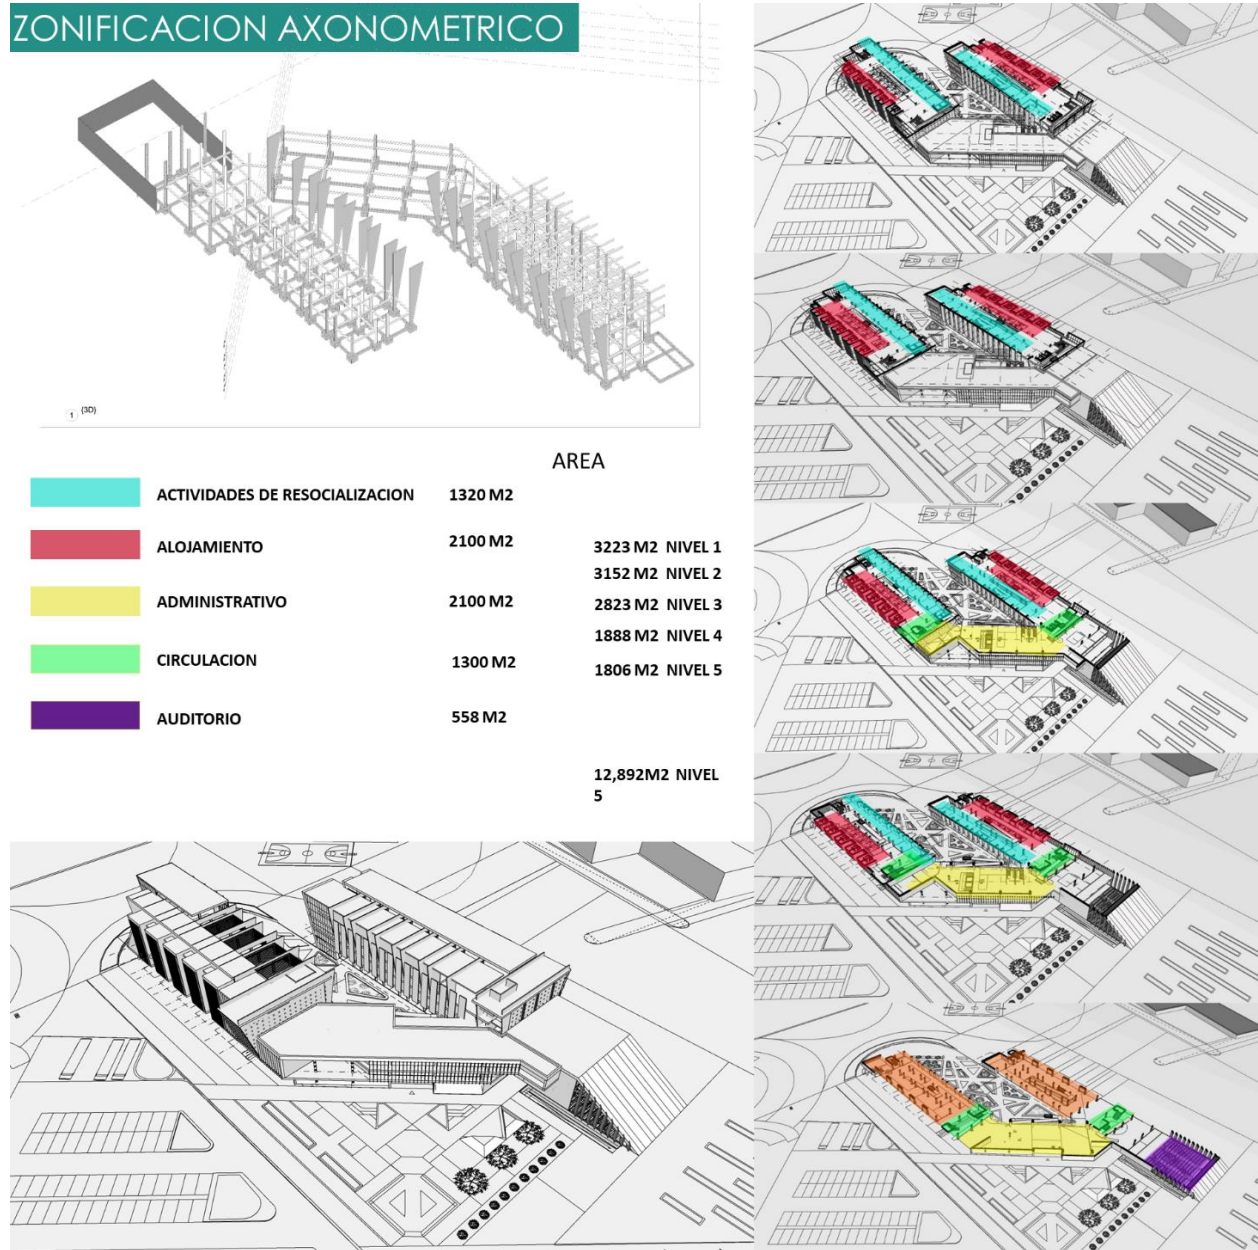 ZONIFICACION AXONOMETRICO
1 {3D}
AREA
ACTIVIDADES DE RESOCIALIZACION 1320 M2
ALOJAMIENTO 2100 M2
ADMINISTRATIVO 2100 M2
CIRCULACION 1300 M2
AUDITORIO 558 M2
3223 M2 NIVEL 1
3152 M2 NIVEL 2
2823 M2 NIVEL 3
1888 M2 NIVEL 4
1806 M2 NIVEL 5
12,892M2 NIVEL
5